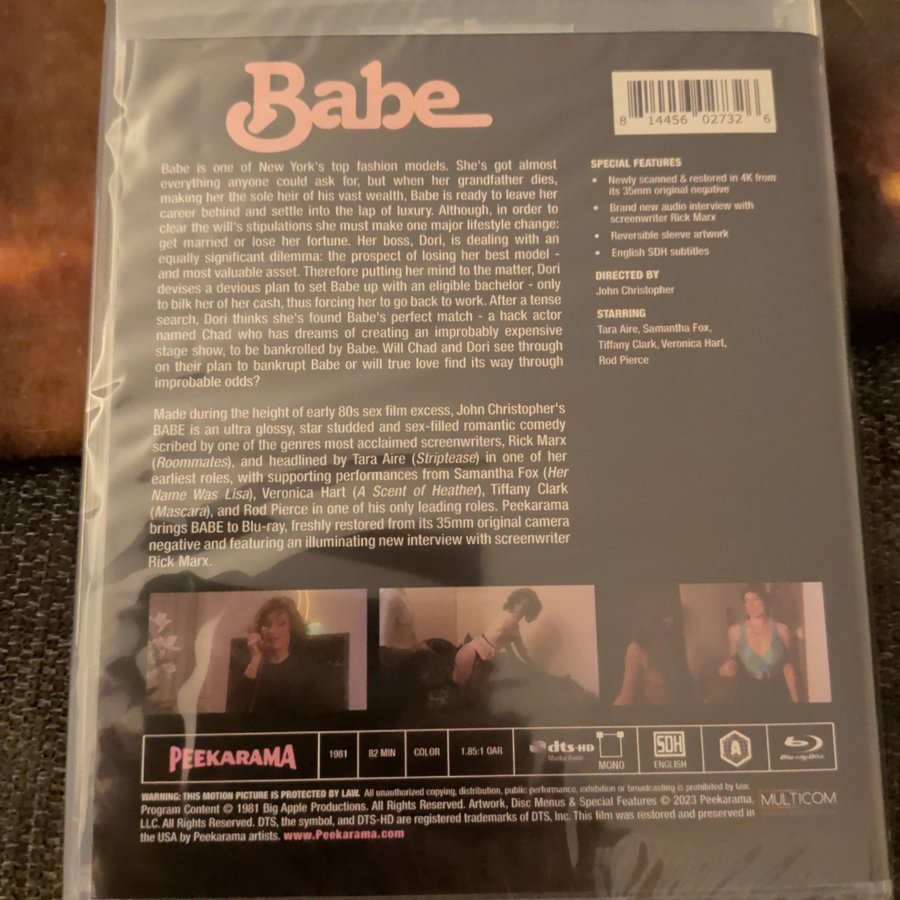 Babe
8 14456 02732 6
Babe is one of New York's top fashion models. She's got almost
everything anyone could ask for, but when her grandfather dies,
making her the sole heir of his vast wealth, Babe is ready to leave her
career behind and settle into the lap of luxury. Although, in order to
clear the will's stipulations she must make one major lifestyle change:
get married or lose her fortune. Her boss, Dori, is dealing with an
equally significant dilemma: the prospect of losing her best model -
and most valuable asset. Therefore putting her mind to the matter, Dori
devises a devious plan to set Babe up with an eligible bachelor - only
to bilk her of her cash, thus forcing her to go back to work. After a tense
search, Dori thinks she's found Babe's perfect match - a hack actor
named Chad who has dreams of creating an improbably expensive
stage show, to be bankrolled by Babe. Will Chad and Dori see through
on their plan to bankrupt Babe or will true love find its way through
improbable odds?
Made during the height of early 80s sex film excess, John Christopher's
BABE is an ultra glossy, star studded and sex-filled romantic comedy
scribed by one of the genres most acclaimed screenwriters, Rick Marx
(Roommates), and headlined by Tara Aire (Striptease) in one of her
earliest roles, with supporting performances from Samantha Fox (Her
Name Was Lisa), Veronica Hart (A Scent of Heather), Tiffany Clark
(Mascara), and Rod Pierce in one of his only leading roles. Peekarama
brings BABE to Blu-ray, freshly restored from its 35mm original camera
negative and featuring an illuminating new interview with screenwriter
Rick Marx.
SPECIAL FEATURES
• Newly scanned & restored in 4K from
its 35mm original negative
• Brand new audio interview with
screenwriter Rick Marx
• Reversible sleeve artwork
• English SDH subtitles
DIRECTED BY
John Christopher
STARRING
Tara Aire, Samantha Fox,
Tiffany Clark, Veronica Hart,
Rod Pierce
PEEKARAMA
1981
82 MIN
COLOR
1.85:1 OAR
dts-HD
Master Audio
MONO
SDH
ENGLISH
A
Blu-ray Disc
WARNING: THIS MOTION PICTURE IS PROTECTED BY LAW. All unauthorized copying, distribution, public performance, exhibition or broadcasting is prohibited by law.
Program Content © 1981 Big Apple Productions. All Rights Reserved. Artwork, Disc Menus & Special Features © 2023 Peekarama,
LLC. All Rights Reserved. DTS, the symbol, and DTS-HD are registered trademarks of DTS, Inc. This film was restored and preserved in
the USA by Peekarama artists. www.Peekarama.com
MULTICOM